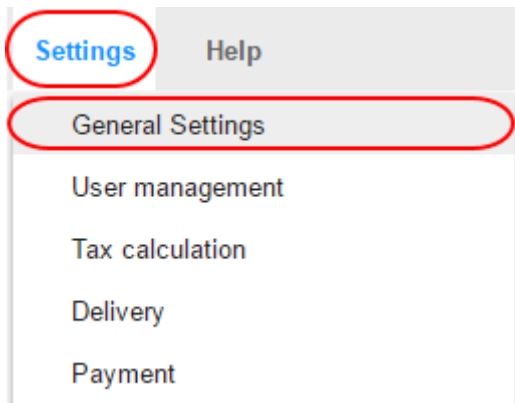 Settings Help
General Settings
User management
Tax calculation
Delivery
Payment